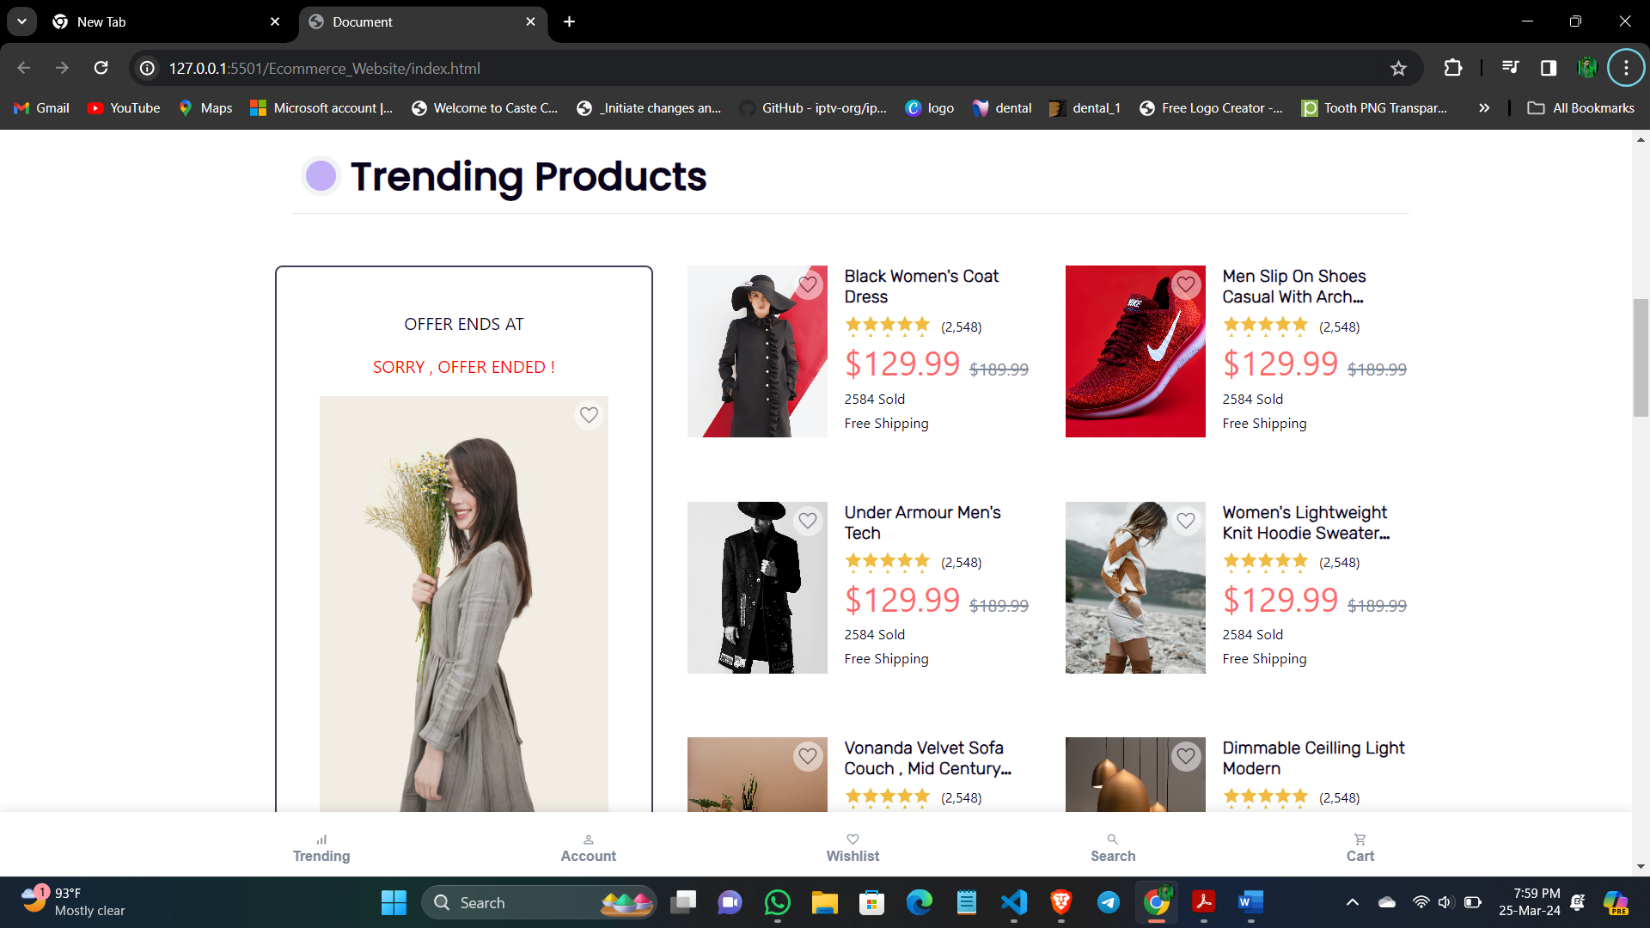 New Tab
Document
127.0.0.1:5501/Ecommerce_Website/index.html
Gmail
YouTube
Maps
Microsoft account |...
Welcome to Caste C...
_Initiate changes an...
GitHub - iptv-org/ip...
logo
dental
dental_1
Free Logo Creator -...
Tooth PNG Transpar...
All Bookmarks
Trending Products
OFFER ENDS AT
SORRY , OFFER ENDED !
Black Women's Coat
Dress
(2,548)
$129.99 $189.99
2584 Sold
Free Shipping
NIKE
Men Slip On Shoes
Casual With Arch...
(2,548)
$129.99 $189.99
2584 Sold
Free Shipping
Under Armour Men's
Tech
(2,548)
$129.99 $189.99
2584 Sold
Free Shipping
Women's Lightweight
Knit Hoodie Sweater...
(2,548)
$129.99 $189.99
2584 Sold
Free Shipping
Vonanda Velvet Sofa
Couch , Mid Century...
(2,548)
Dimmable Ceilling Light
Modern
(2,548)
Trending
Account
Wishlist
Search
Cart
1
93°F
Mostly clear
Search
7:59 PM
25-Mar-24
PRE